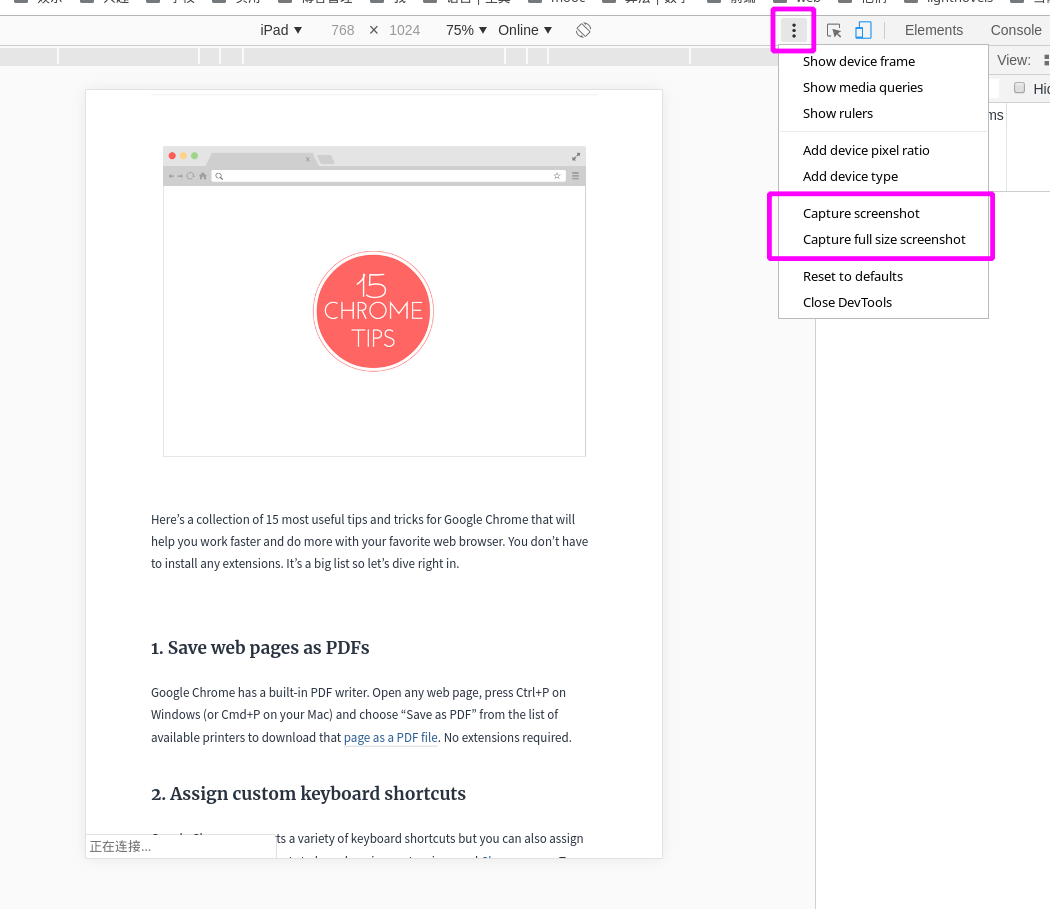 iPad ▼ 768 × 1024 75% ▼ Online ▼
Elements Console
View:
Show device frame
Show media queries
Show rulers
Add device pixel ratio
Add device type
Capture screenshot
Capture full size screenshot
Reset to defaults
Close DevTools
15
CHROME
TIPS
Here’s a collection of 15 most useful tips and tricks for Google Chrome that will
help you work faster and do more with your favorite web browser. You don’t have
to install any extensions. It’s a big list so let’s dive right in.
1. Save web pages as PDFs
Google Chrome has a built-in PDF writer. Open any web page, press Ctrl+P on
Windows (or Cmd+P on your Mac) and choose “Save as PDF” from the list of
available printers to download that page as a PDF file. No extensions required.
2. Assign custom keyboard shortcuts
a variety of keyboard shortcuts but you can also assign
正在连接...